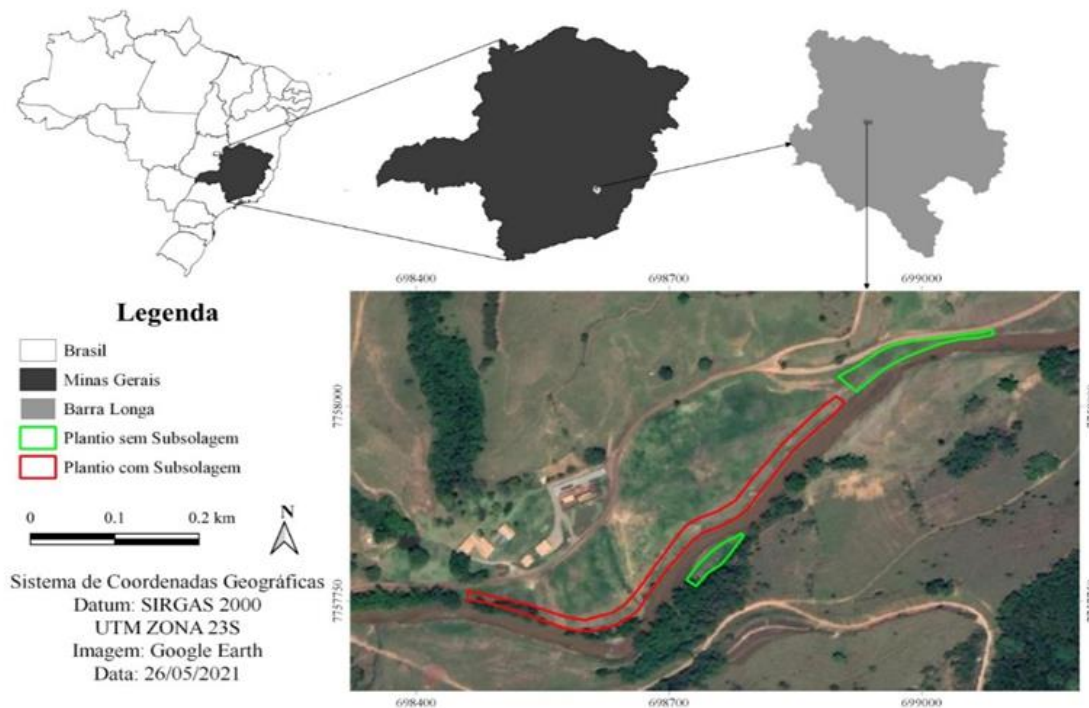 698400
698700
699000
Legenda
Brasil
Minas Gerais
Barra Longa
Plantio sem Subsolagem
Plantio com Subsolagem
0 0.1 0.2 km
N
Sistema de Coordenadas Geográficas
Datum: SIRGAS 2000
UTM ZONA 23S
Imagem: Google Earth
Data: 26/05/2021
7758000
7757750
698400
698700
699000